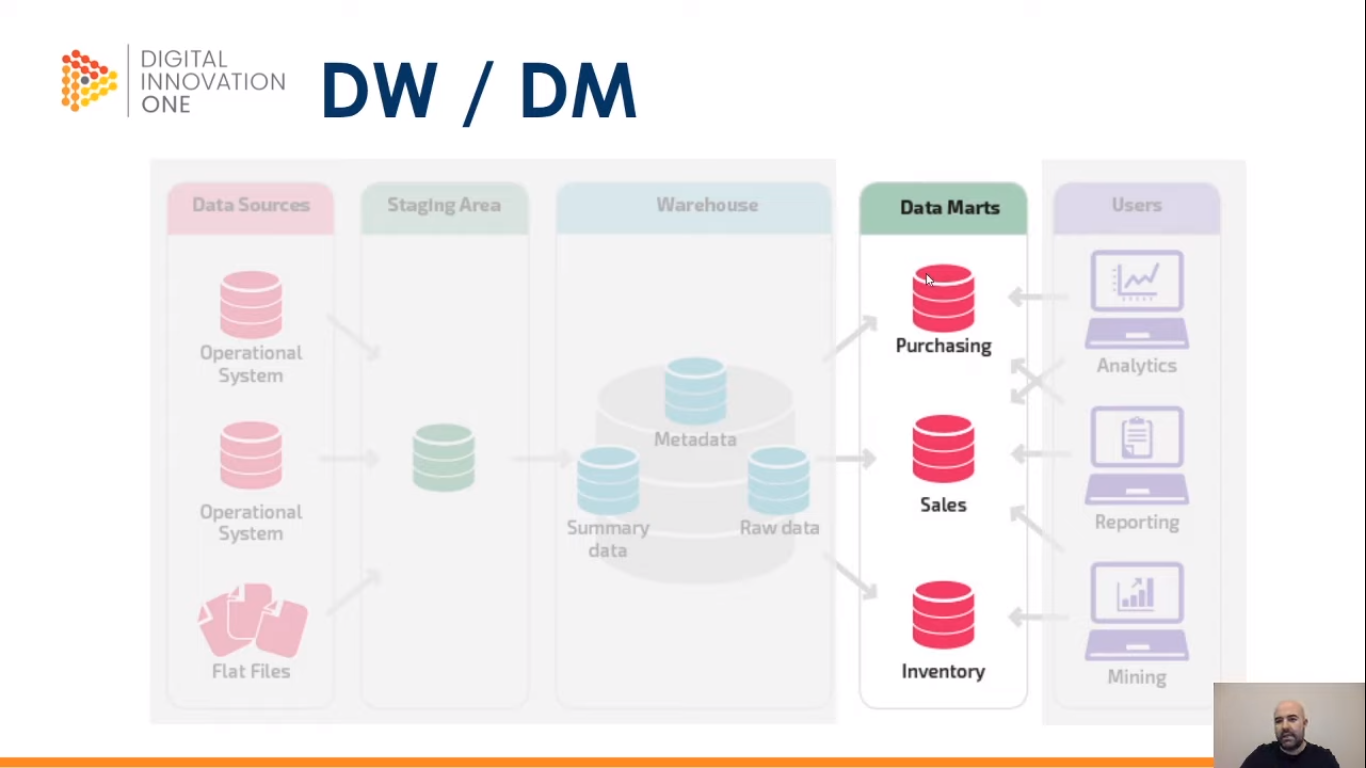 DIGITAL
INNOVATION
ONE
DW / DM
Data Sources
Operational
System
Operational
System
Flat Files
Staging Area
Warehouse
Metadata
Summary
data
Raw data
Data Marts
Purchasing
Sales
Inventory
Users
Analytics
Reporting
Mining